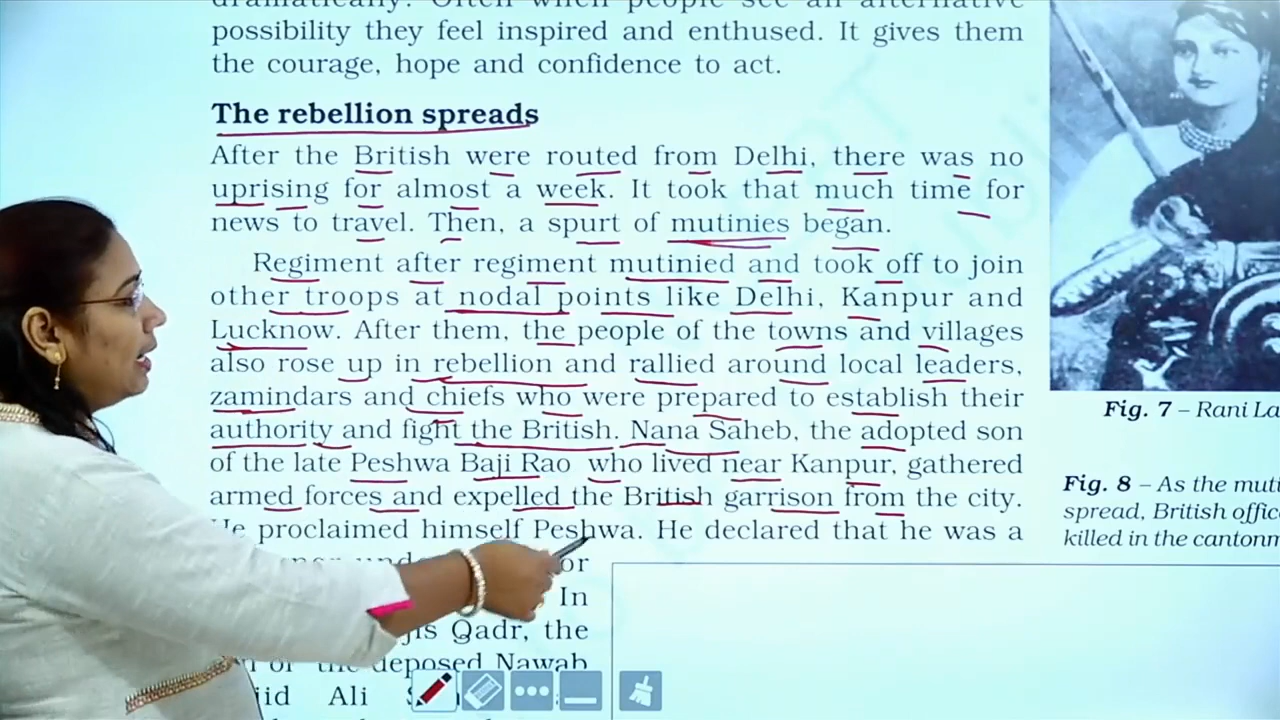 possibility they feel inspired and enthused. It gives them
the courage, hope and confidence to act.
The rebellion spreads
After the British were routed from Delhi, there was no
uprising for almost a week. It took that much time for
news to travel. Then, a spurt of mutinies began.
Regiment after regiment mutinied and took off to join
other troops at nodal points like Delhi, Kanpur and
Lucknow. After them, the people of the towns and villages
also rose up in rebellion and rallied around local leaders,
zamindars and chiefs who were prepared to establish their
authority and fight the British. Nana Saheb, the adopted son
of the late Peshwa Baji Rao who lived near Kanpur, gathered
armed forces and expelled the British garrison from the city.
He proclaimed himself Peshwa. He declared that he was a
or
In
Qadr, the
of the deposed Nawab
Ali
Fig. 7 – Rani La
Fig. 8 – As the muti
spread, British offic
killed in the cantonm